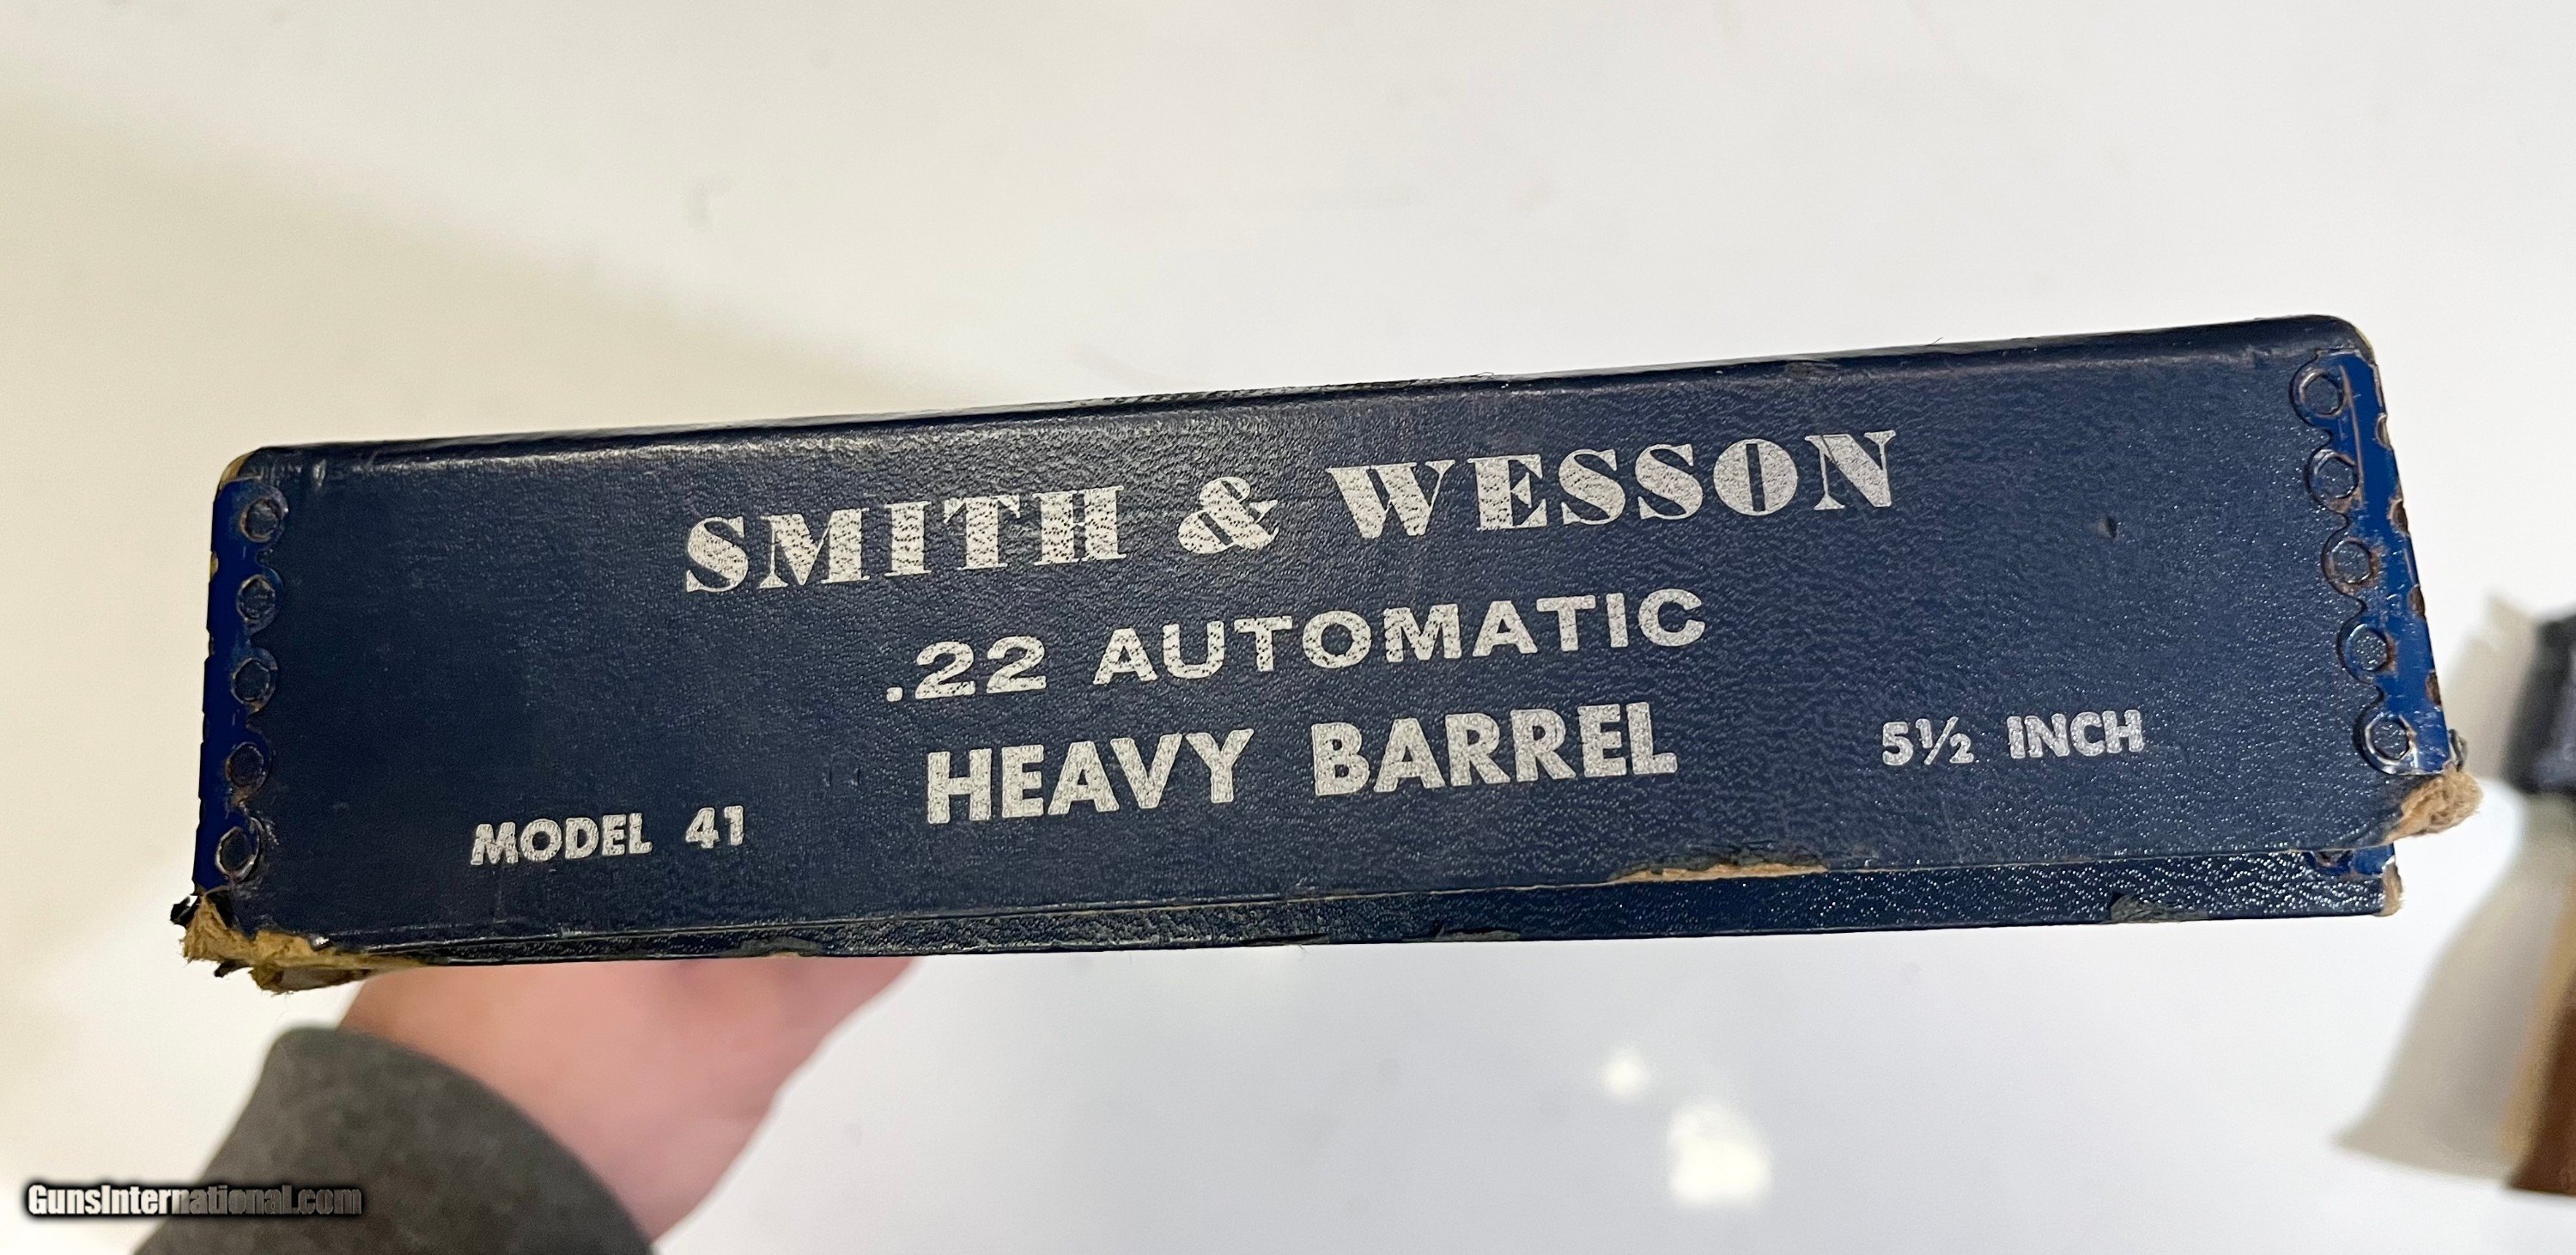 SMITH & WESSON
.22 AUTOMATIC
HEAVY BARREL
MODEL 41
5½ INCH
GunsInternational.com